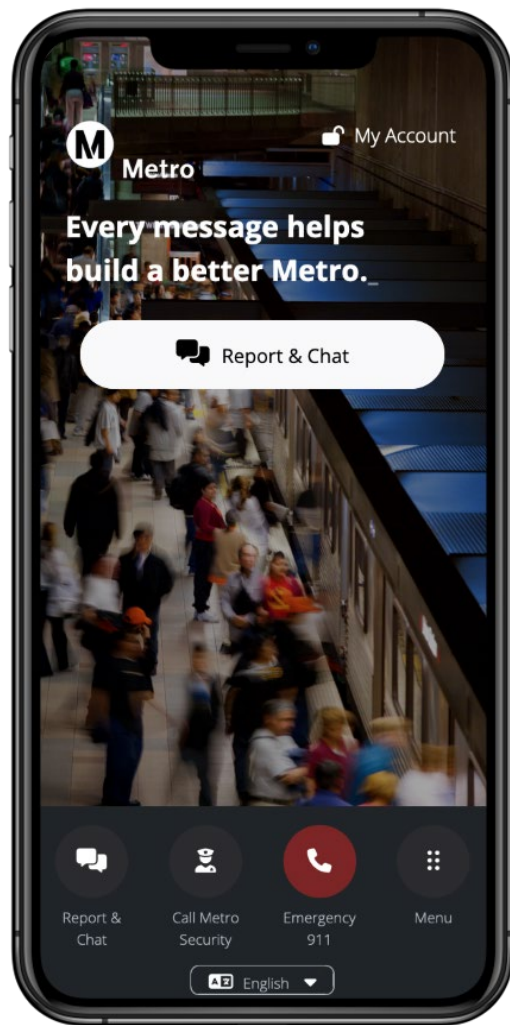 M
Metro
My Account
Every message helps
build a better Metro._
Report & Chat
Report &
Chat
Call Metro
Security
Emergency
911
Menu
English